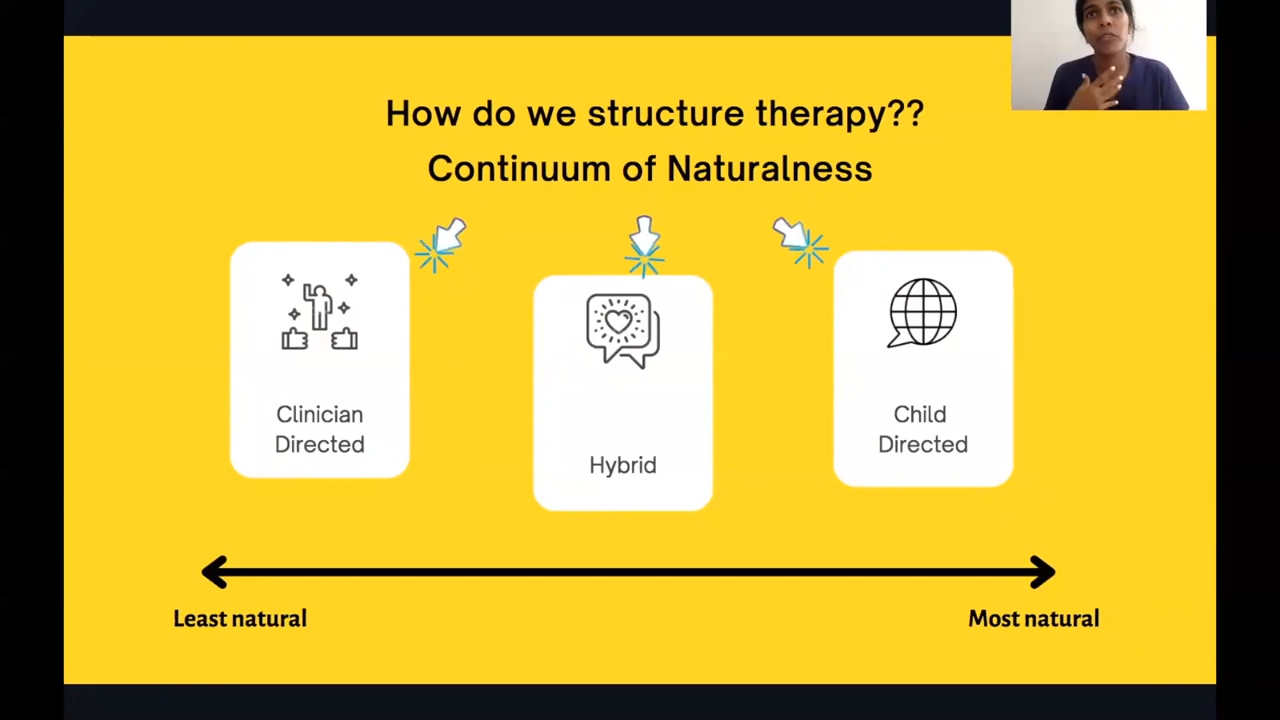 How do we structure therapy??
Continuum of Naturalness
Clinician
Directed
Hybrid
Child
Directed
Least natural
Most natural